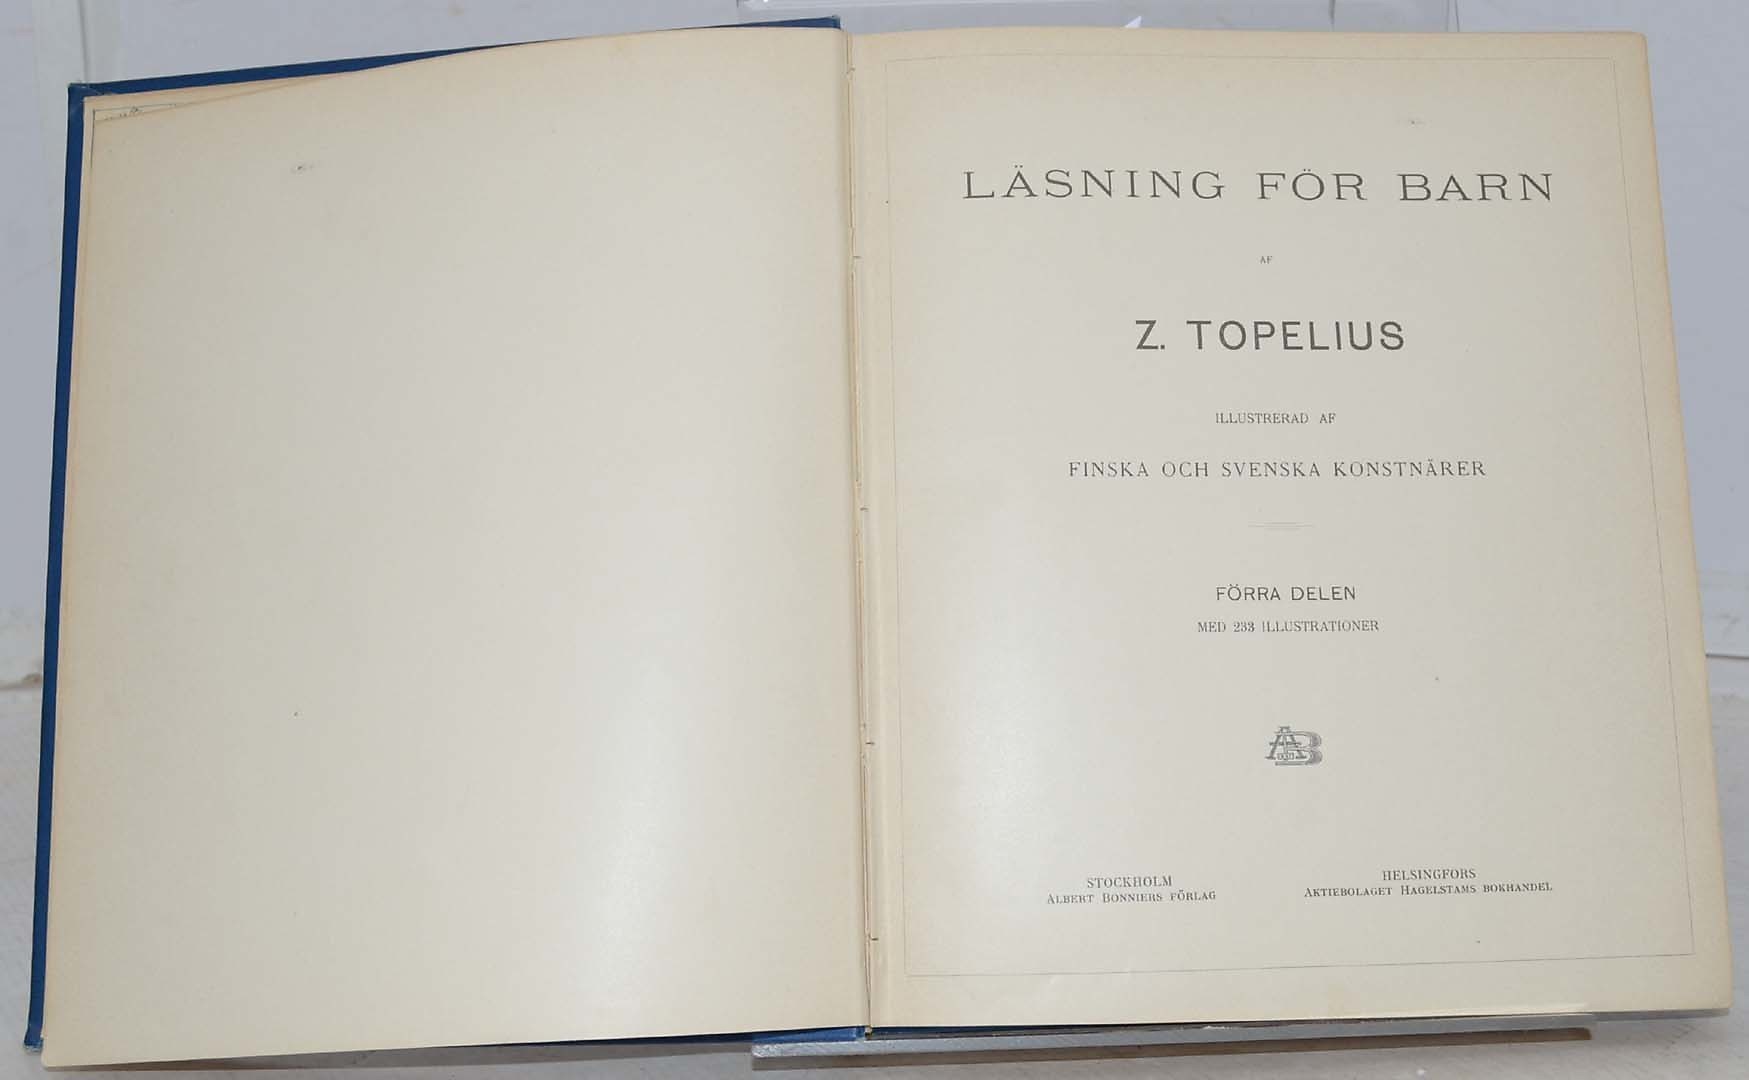 LÄSNING FÖR BARN
AF
Z. TOPELIUS
ILLUSTRERAD AF
FINSKA OCH SVENSKA KONSTNÄRER
FÖRRA DELEN
MED 233 ILLUSTRATIONER
AB
STOCKHOLM
ALBERT BONNIERS FÖRLAG
HELSINGFORS
AKTIEBOLAGET HAGELSTAMS BOKHANDEL